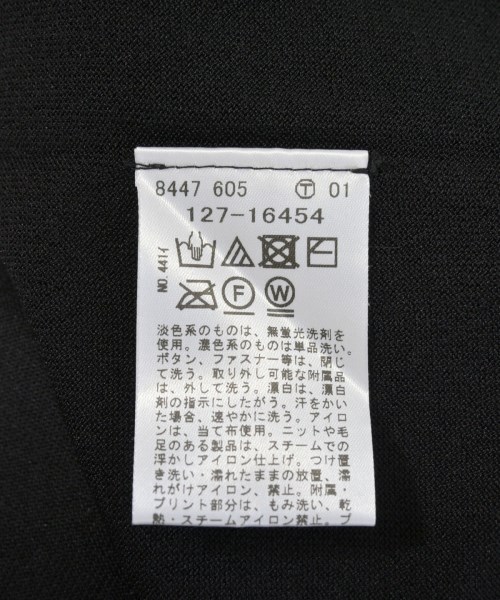 8447 605 Ⓣ 01
127-16454
NO.441イ
F W
淡色系のものは、無蛍光洗剤を
使用。濃色系のものは単品洗い。
ボタン、ファスナー等は、閉じ
て洗う。取り外し可能な附属品
は、外して洗う。漂白は、漂白
剤の指示にしたがう。汗をかい
た場合、速やかに洗う。アイロ
ンは、当て布使用。ニットや毛
足のある製品は、スチームでの
浮かしアイロン仕上げ。つけ置
き洗い・濡れたままの放置、濡
れがけアイロン、禁止。附属・
プリント部分は、もみ洗い、乾
熱・スチームアイロン禁止。プ